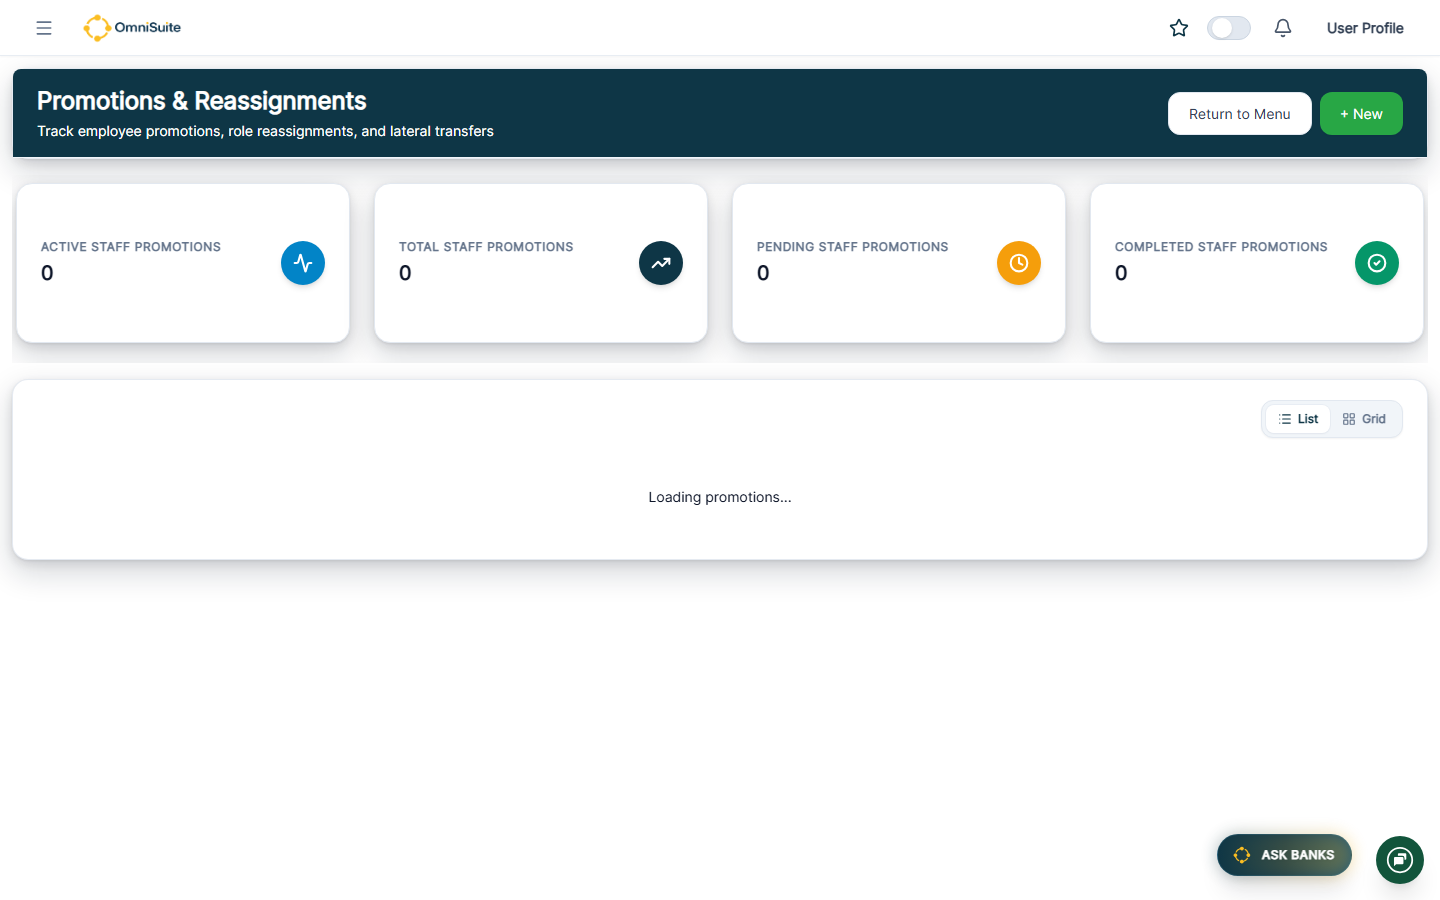 OmniSuite
User Profile
Promotions & Reassignments
Track employee promotions, role reassignments, and lateral transfers
Return to Menu
+ New
ACTIVE STAFF PROMOTIONS
0
TOTAL STAFF PROMOTIONS
0
PENDING STAFF PROMOTIONS
0
COMPLETED STAFF PROMOTIONS
0
List
Grid
Loading promotions...
ASK BANKS